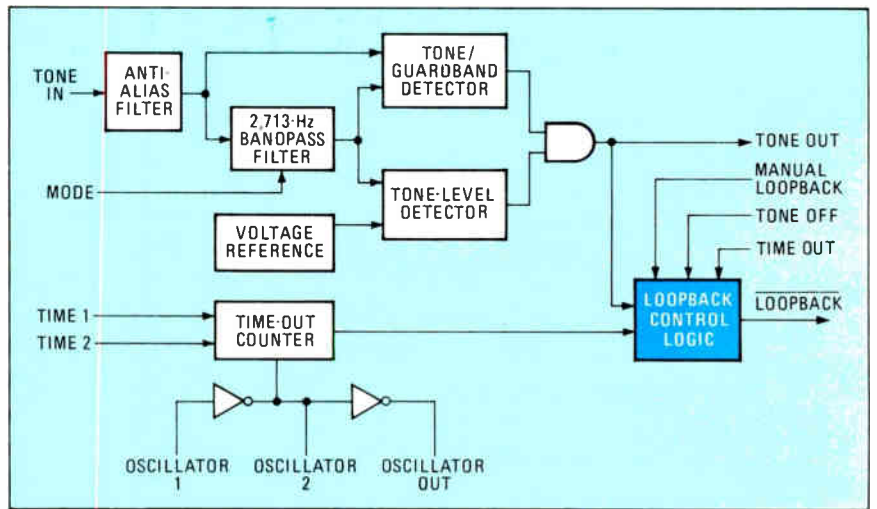 TONE
IN
ANTI-
ALIAS
FILTER
TONE/
GUARDBAND
DETECTOR
2,713-Hz
BANDPASS
FILTER
TONE OUT
MANUAL
LOOPBACK
MODE
TONE-LEVEL
DETECTOR
TONE OFF
VOLTAGE
REFERENCE
TIME OUT
LOOPBACK
CONTROL
LOGIC
LOOPBACK
TIME 1
TIME 2
TIME-OUT
COUNTER
OSCILLATOR
1
OSCILLATOR
2
OSCILLATOR
OUT